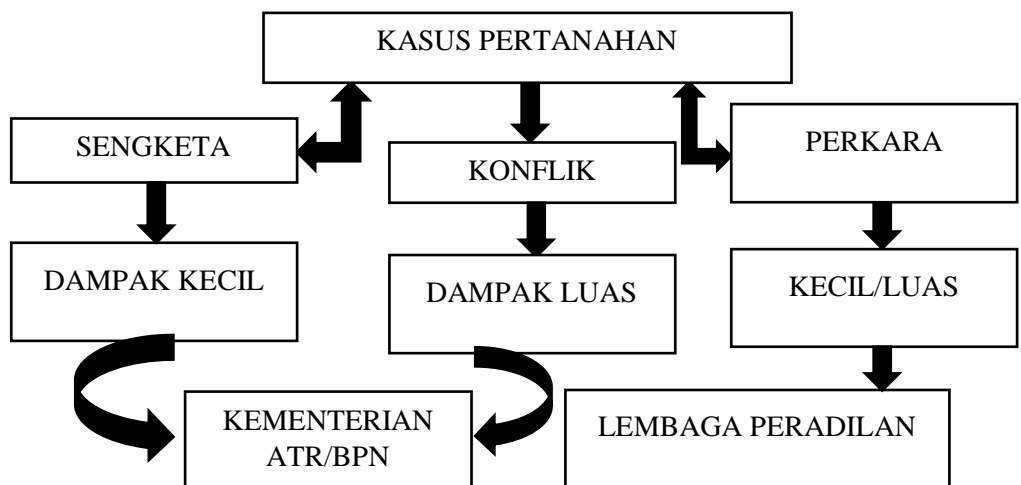 KASUS PERTANAHAN
SENGKETA
KONFLIK
PERKARA
DAMPAK KECIL
DAMPAK LUAS
KECIL/LUAS
KEMENTERIAN
ATR/BPN
LEMBAGA PERADILAN